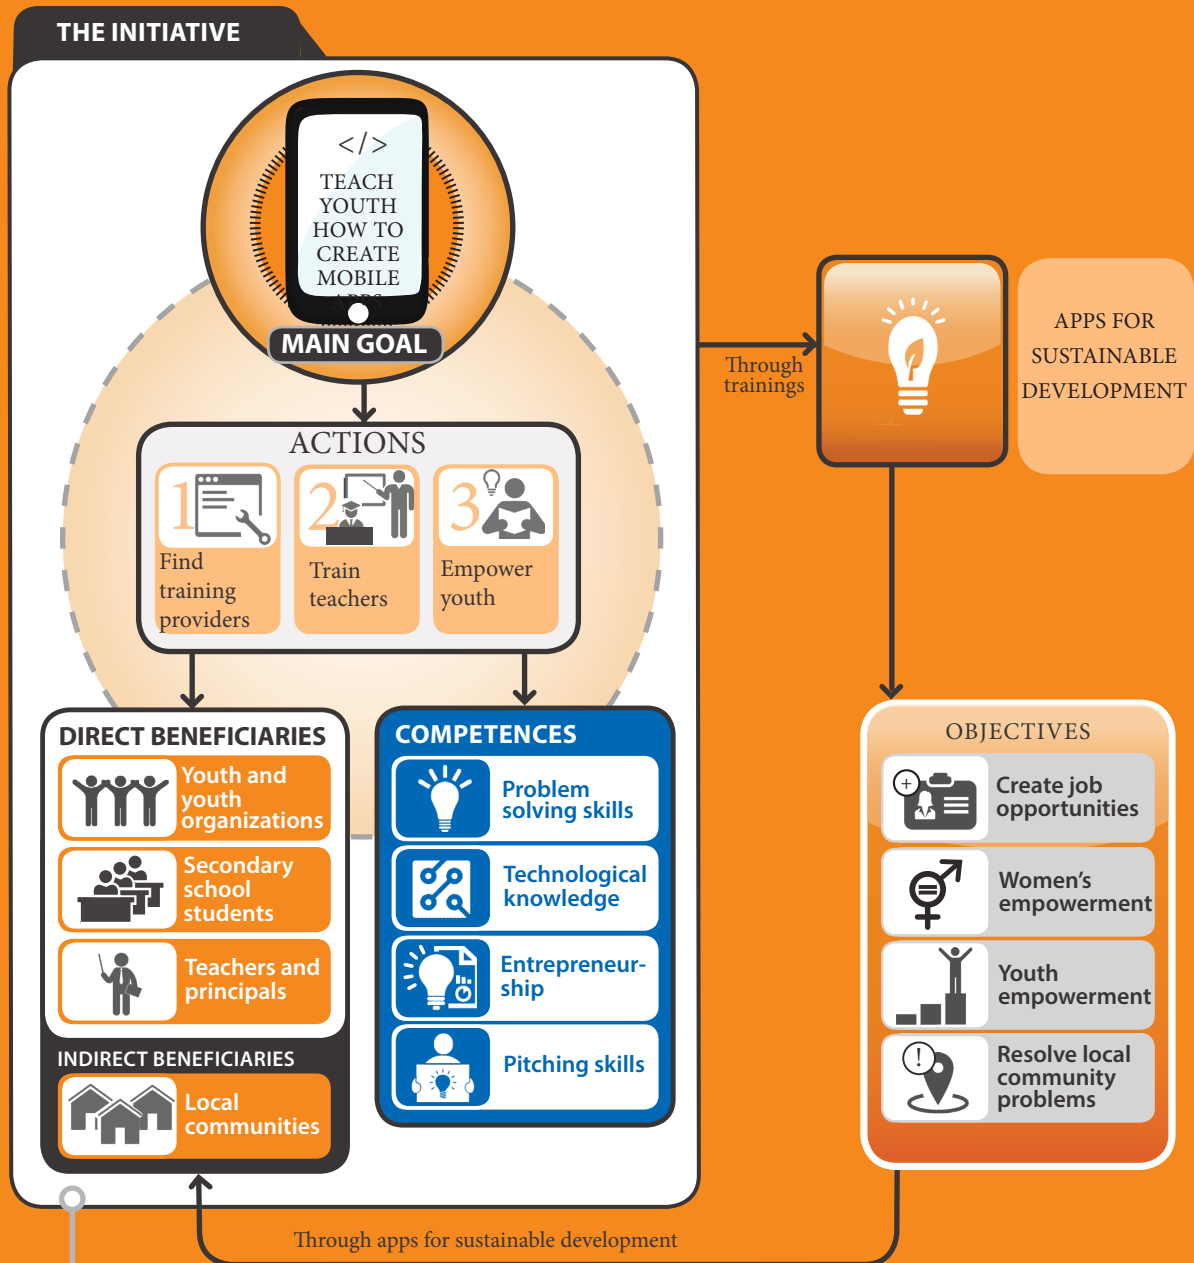 THE INITIATIVE
</>
TEACH
YOUTH
HOW TO
CREATE
MOBILE
APPS
MAIN GOAL
ACTIONS
1
Find
training
providers
2
Train
teachers
3
Empower
youth
DIRECT BENEFICIARIES
Youth and
youth
organizations
Secondary
school
students
Teachers and
principals
INDIRECT BENEFICIARIES
Local
communities
COMPETENCES
Problem
solving skills
Technological
knowledge
Entrepreneur-
ship
Pitching skills
Through
trainings
APPS FOR
SUSTAINABLE
DEVELOPMENT
OBJECTIVES
Create job
opportunities
Women's
empowerment
Youth
empowerment
Resolve local
community
problems
Through apps for sustainable development